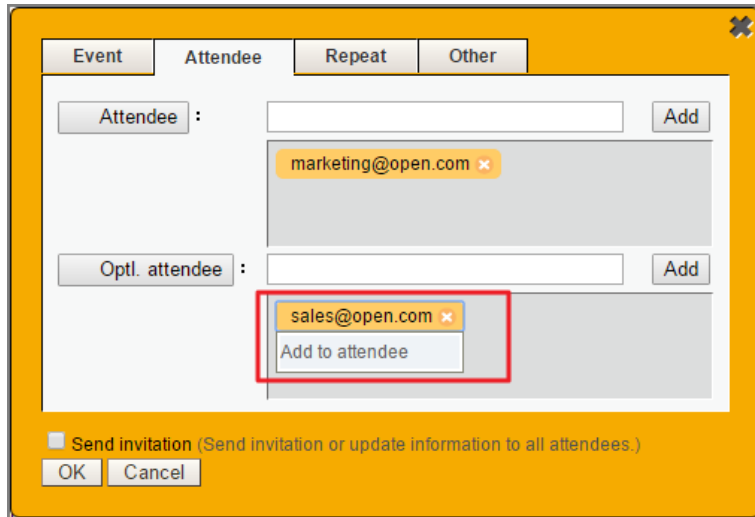 Event Attendee Repeat Other
Attendee : Add
marketing@open.com
Optl. attendee : Add
sales@open.com
Add to attendee
Send invitation (Send invitation or update information to all attendees.)
OK Cancel